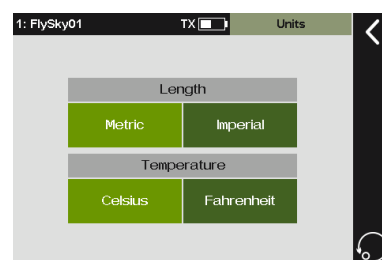 1: FlySky01 TX Units
Length
Metric Imperial
Temperature
Celsius Fahrenheit